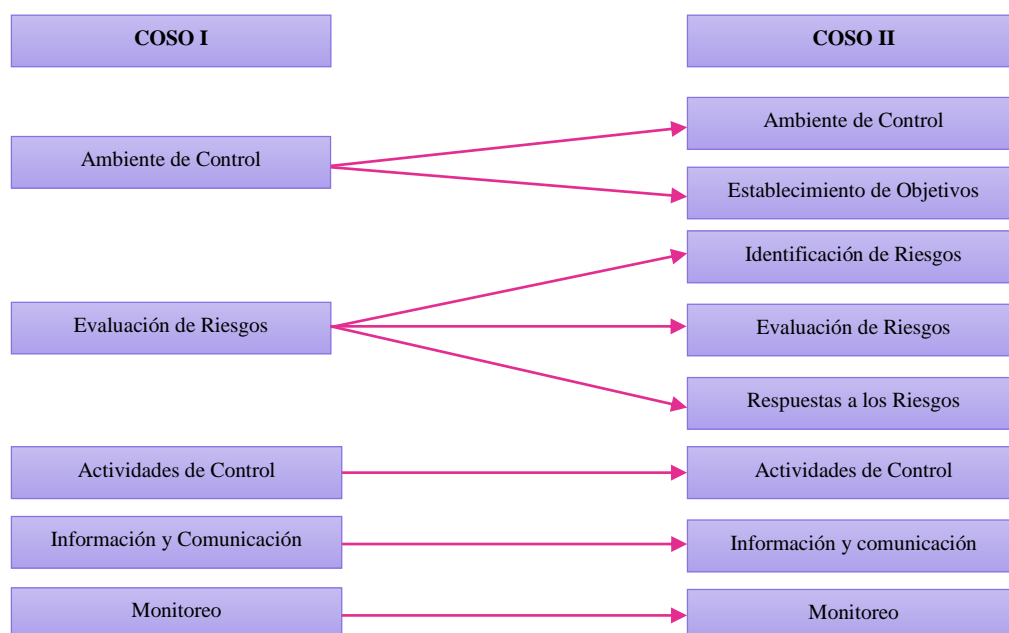 COSO I
COSO II
Ambiente de Control
Ambiente de Control
Establecimiento de Objetivos
Identificación de Riesgos
Evaluación de Riesgos
Evaluación de Riesgos
Respuestas a los Riesgos
Actividades de Control
Actividades de Control
Información y Comunicación
Información y comunicación
Monitoreo
Monitoreo